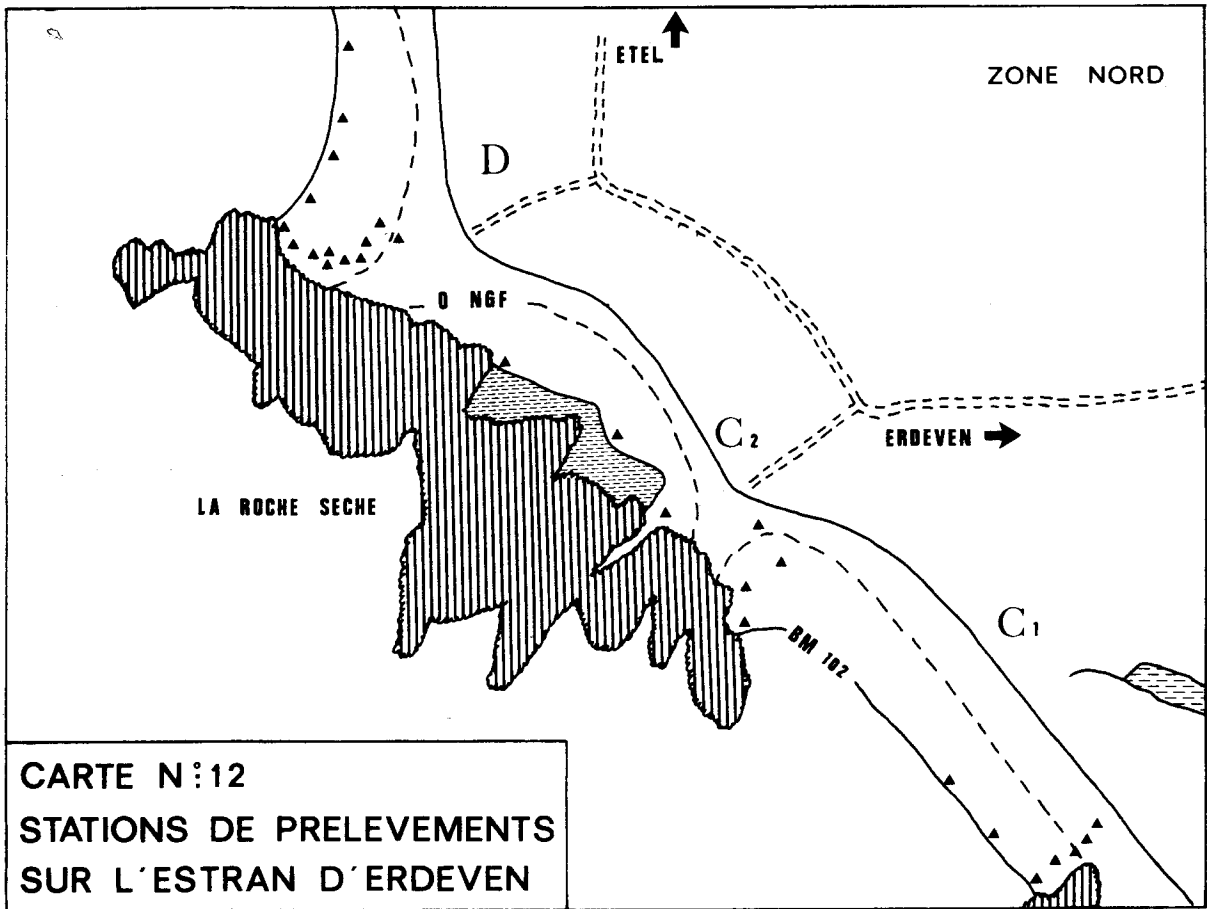 ETEL
ZONE NORD
D
0 NGF
C2
ERDEVEN
LA ROCHE SECHE
C1
BM 102
CARTE N° 12
STATIONS DE PRELEVEMENTS
SUR L'ESTRAN D'ERDEVEN